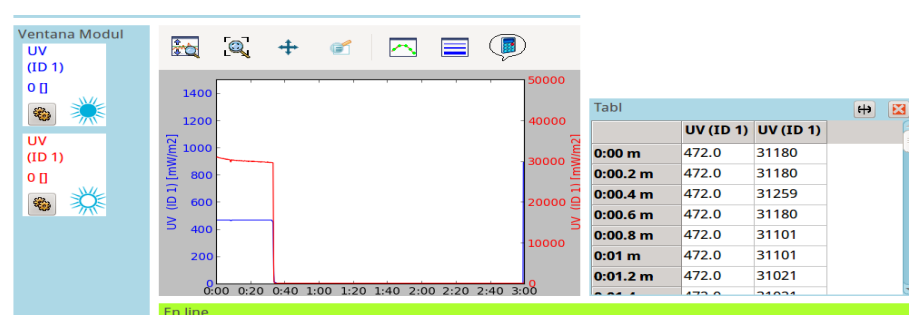 Ventana Modul
UV
(ID 1)
0 []
UV
(ID 1)
0 []
1400
1200
1000
800
600
400
200
0
UV (ID 1) [mW/m2]
50000
40000
30000
20000
10000
0
UV (ID 1) [mW/m2]
0:00 0:20 0:40 1:00 1:20 1:40 2:00 2:20 2:40 3:00
Tabl
UV (ID 1) UV (ID 1)
0:00 m 472.0 31180
0:00.2 m 472.0 31180
0:00.4 m 472.0 31259
0:00.6 m 472.0 31180
0:00.8 m 472.0 31101
0:01 m 472.0 31101
0:01.2 m 472.0 31021
En line